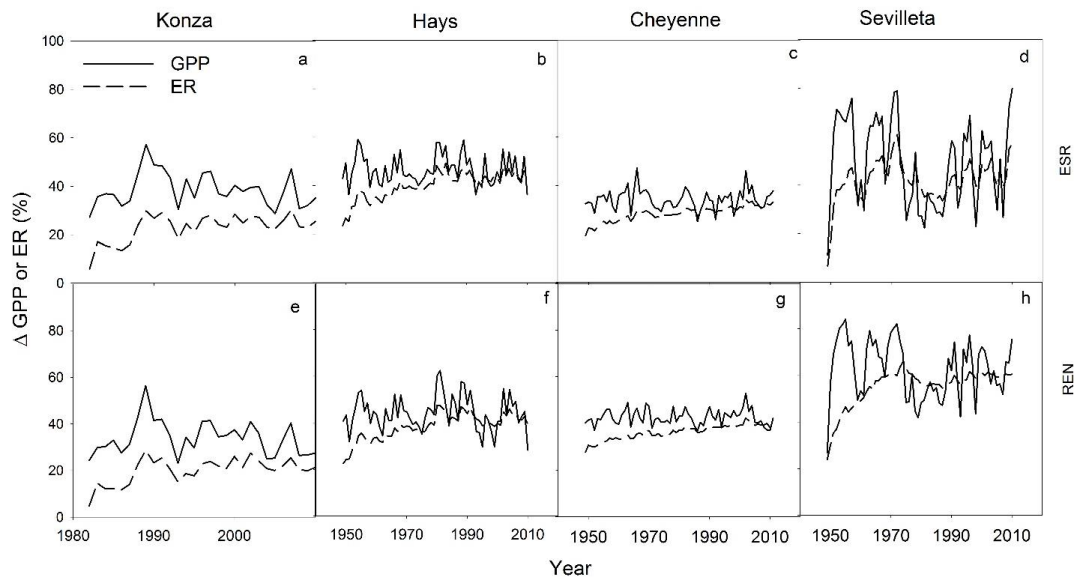 Konza Hays Cheyenne Sevilleta
100 GPP a b c d
80 ER
60
40
20
0
ESR
Δ GPP or ER (%)
e f g h
80
60
40
20
0
REN
1980 1990 2000 1950 1970 1990 2010 1950 1970 1990 2010 1950 1970 1990 2010
Year